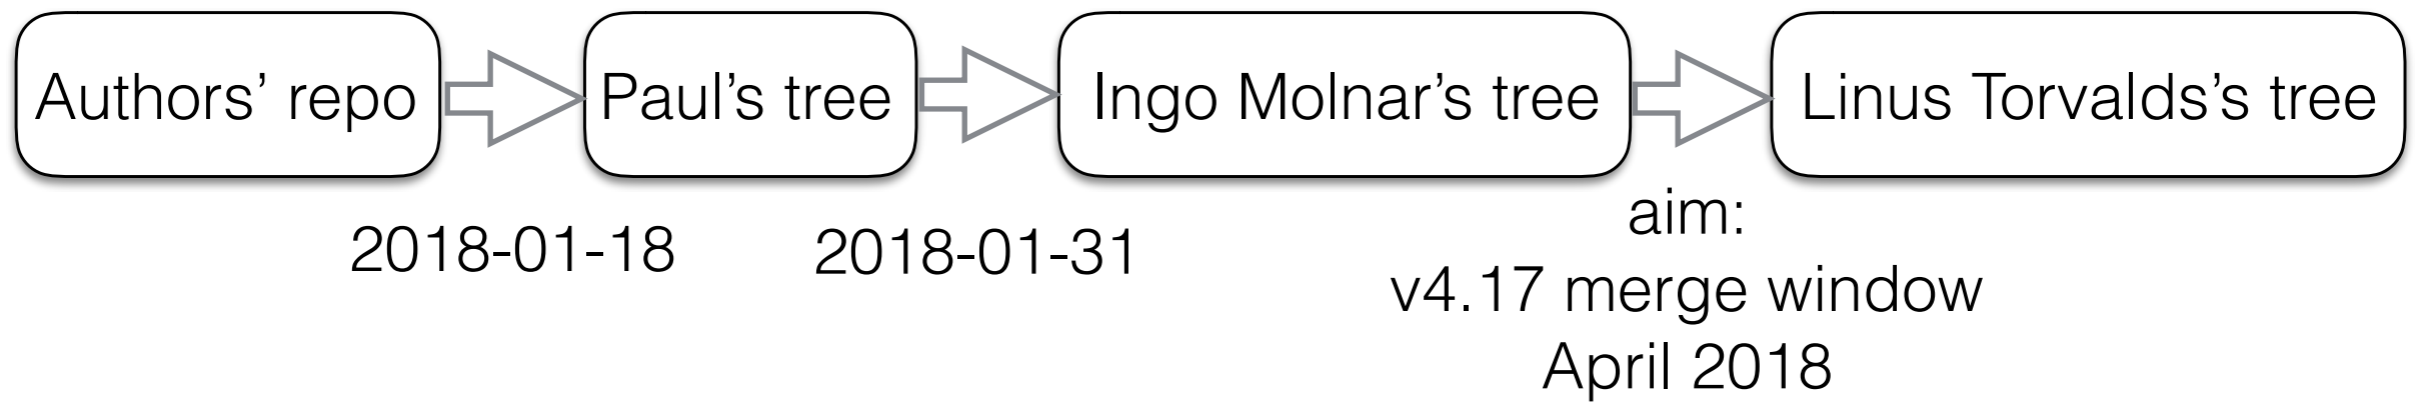 Authors’ repo
Paul’s tree
Ingo Molnar’s tree
Linus Torvalds’s tree
2018-01-18
2018-01-31
aim:
v4.17 merge window
April 2018